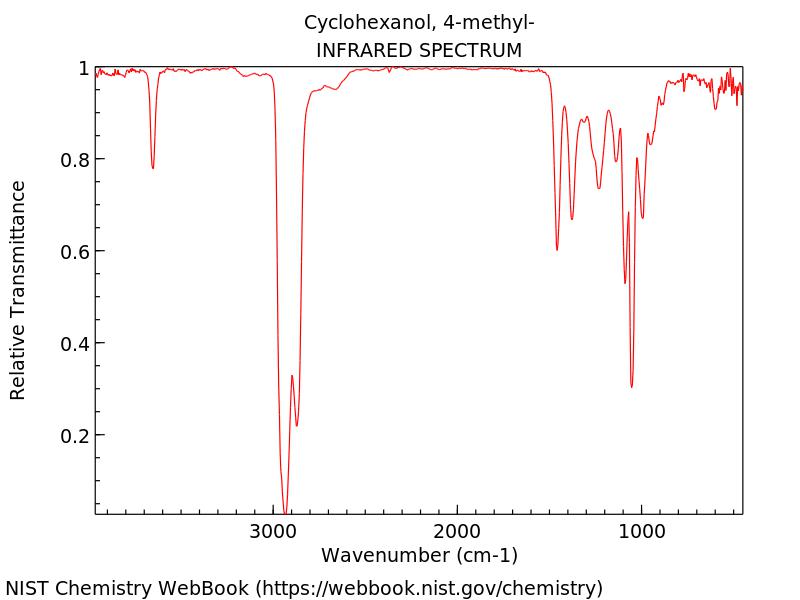 Cyclohexanol, 4-methyl-
INFRARED SPECTRUM
1
0.8
0.6
0.4
0.2
Relative Transmittance
3000 2000 1000
Wavenumber (cm-1)
NIST Chemistry WebBook (https://webbook.nist.gov/chemistry)